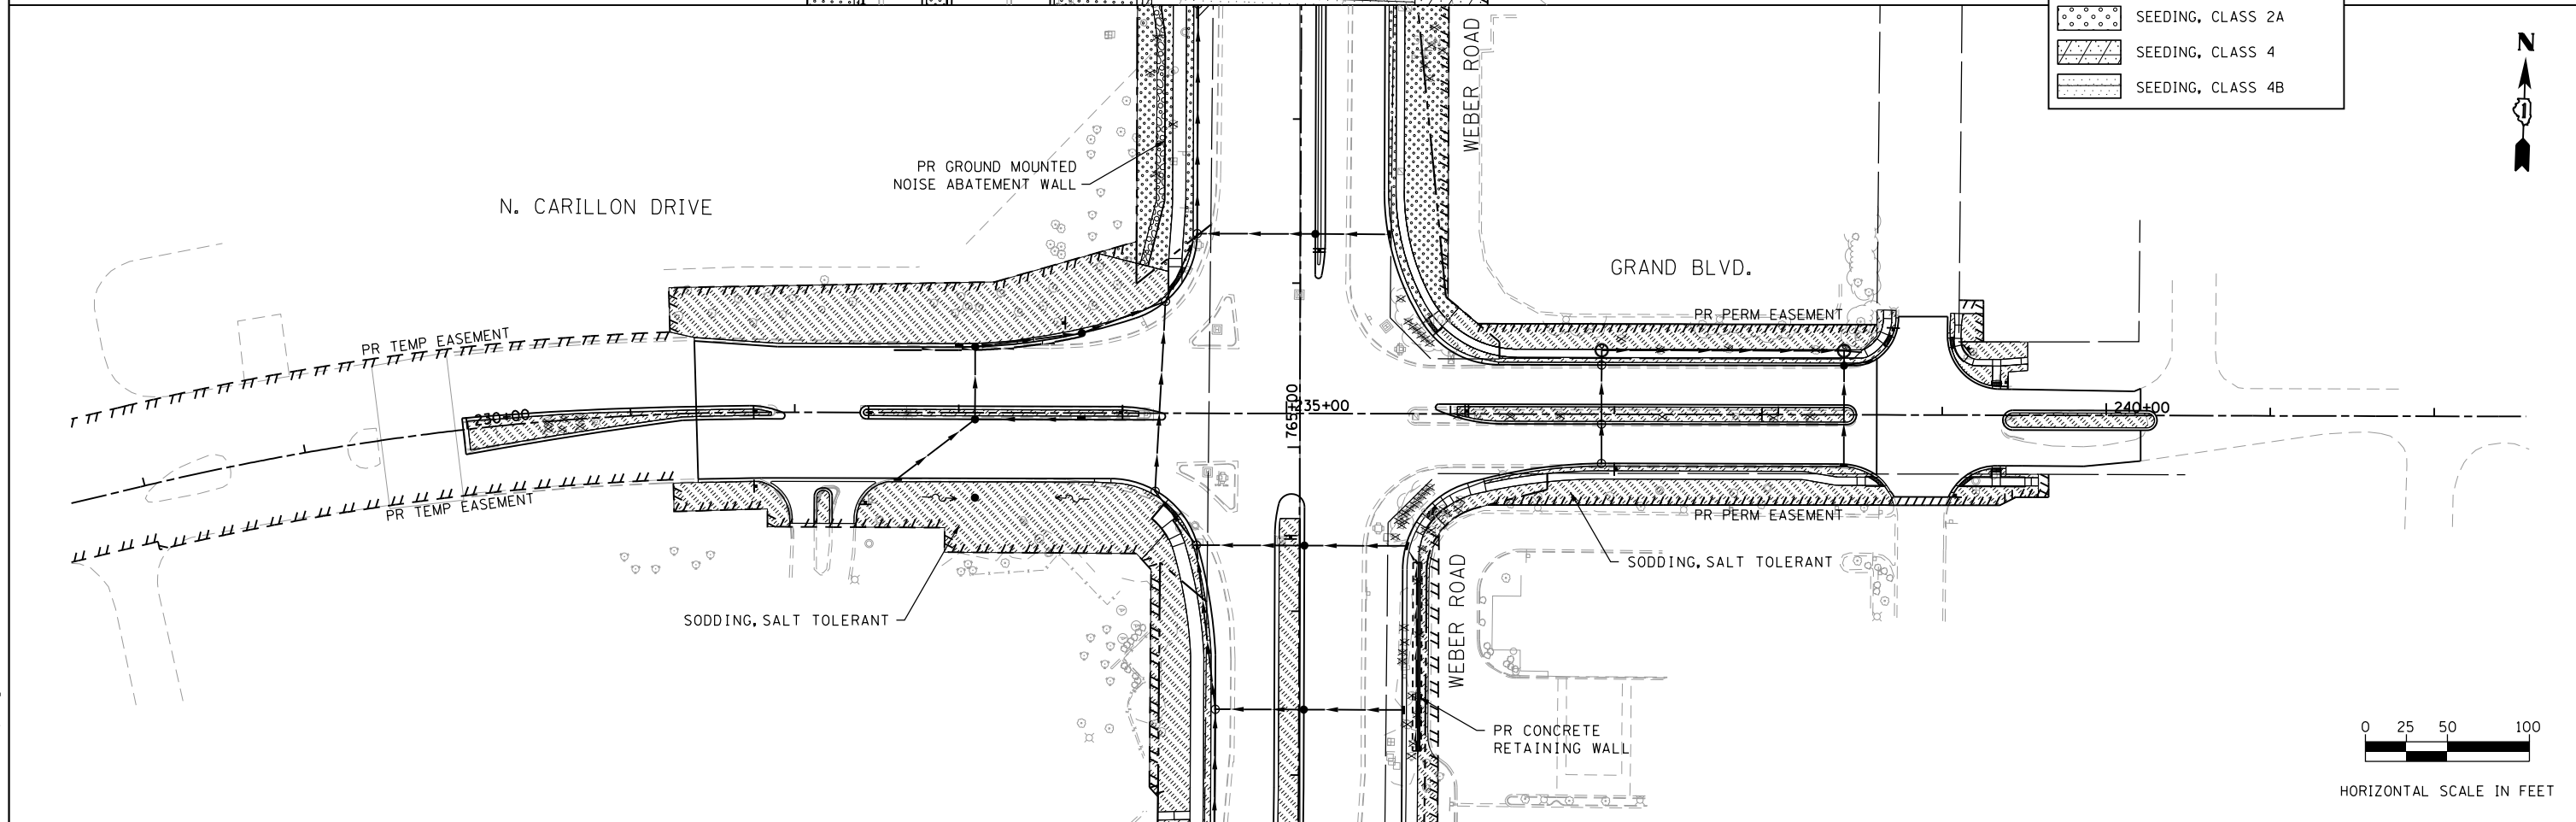 SEEDING, CLASS 2A
SEEDING, CLASS 4
SEEDING, CLASS 4B
N
1
WEBER ROAD
PR GROUND MOUNTED
NOISE ABATEMENT WALL
N. CARILLON DRIVE
GRAND BLVD.
PR PERM EASEMENT
PR TEMP EASEMENT
230+00
765+00
235+00
240+00
PR TEMP EASEMENT
PR PERM EASEMENT
SODDING, SALT TOLERANT
SODDING, SALT TOLERANT
WEBER ROAD
PR CONCRETE
RETAINING WALL
0 25 50 100
HORIZONTAL SCALE IN FEET